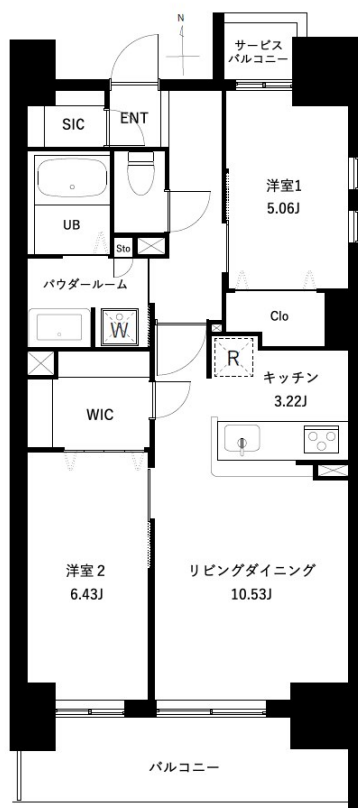 N
サービス
バルコニー
SIC
ENT
洋室1
5.06J
UB
Sto
パウダールーム
W
Clo
R
キッチン
3.22J
WIC
洋室2
6.43J
リビングダイニング
10.53J
バルコニー